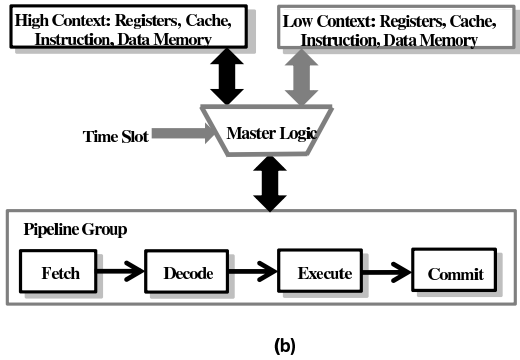 High Context: Registers, Cache,
Instruction, Data Memory
Low Context: Registers, Cache,
Instruction, Data Memory
Time Slot
Master Logic
Pipeline Group
Fetch
Decode
Execute
Commit
(b)